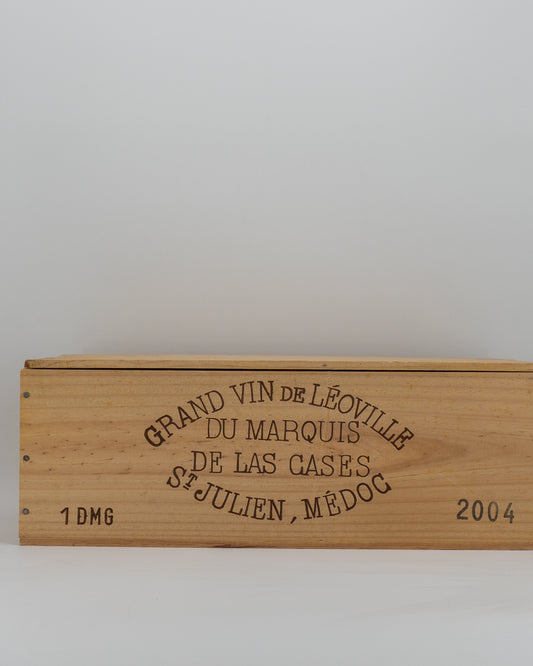 GRAND VIN DE LÉOVILLE
DU MARQUIS
DE LAS CASES
ST JULIEN, MÉDOC
1 DMG
2004